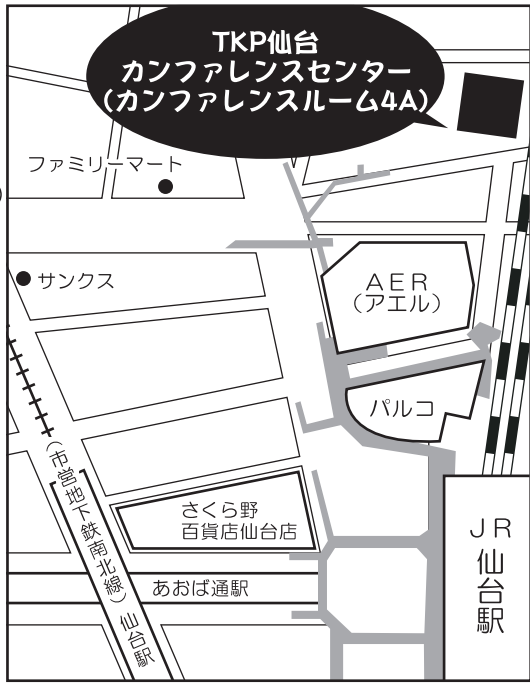 TKP仙台
カンファレンスセンター
(カンファレンスルーム4A)
ファミリーマート
サンクス
AER
(アエル)
パルコ
さくら野
百貨店仙台店
あおば通駅
(市営地下鉄南北線) 仙台駅
JR
仙台駅